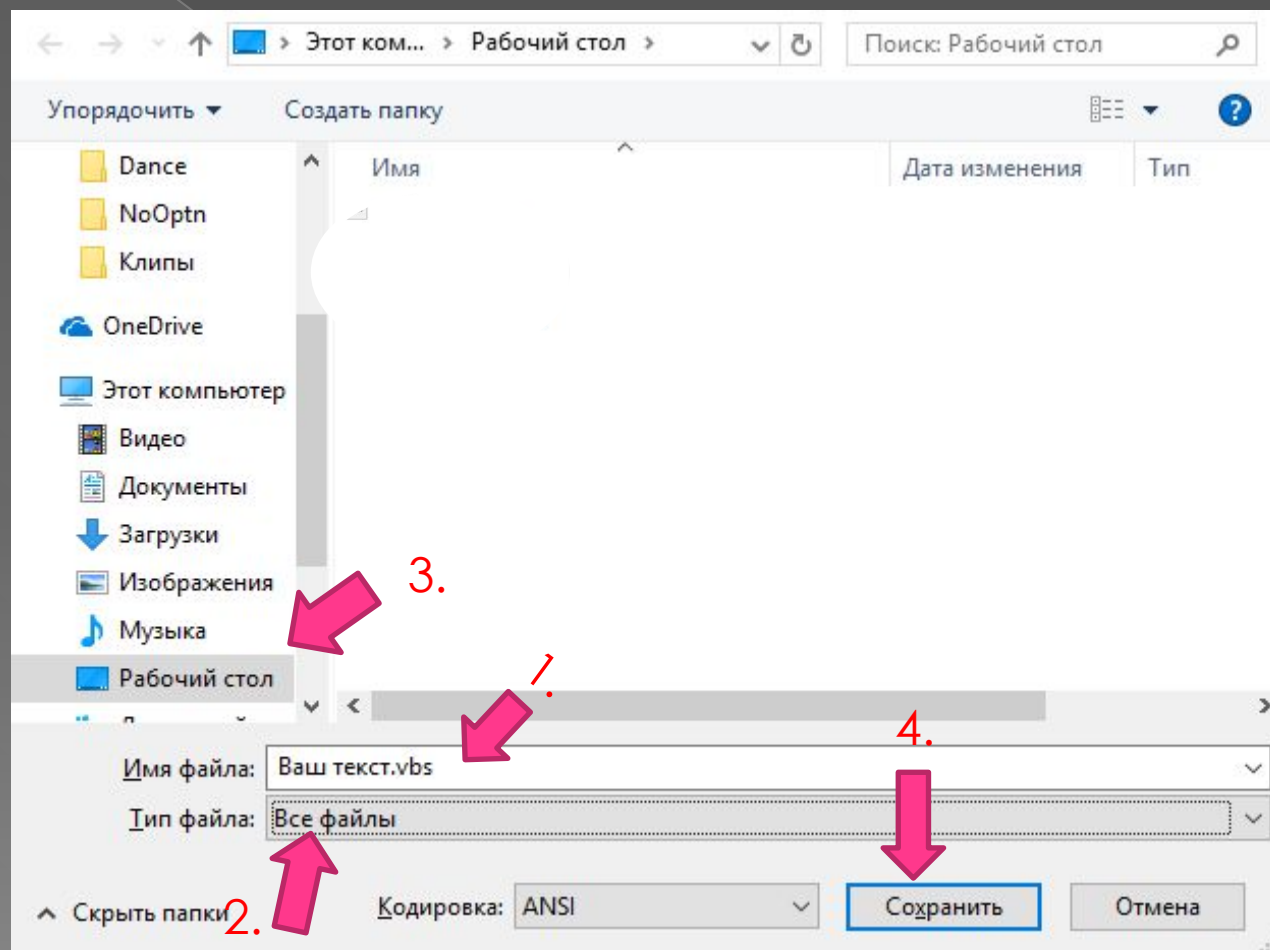 Этот ком... > Рабочий стол >
Поиск: Рабочий стол
Упорядочить
Создать папку
Имя
Дата изменения
Тип
Dance
NoOptn
Клипы
OneDrive
Этот компьютер
Видео
Документы
Загрузки
Изображения
Музыка
Рабочий стол
3.
1.
4.
Имя файла: Ваш текст.vbs
Тип файла: Все файлы
2.
Скрыть папки
Кодировка: ANSI
Сохранить
Отмена